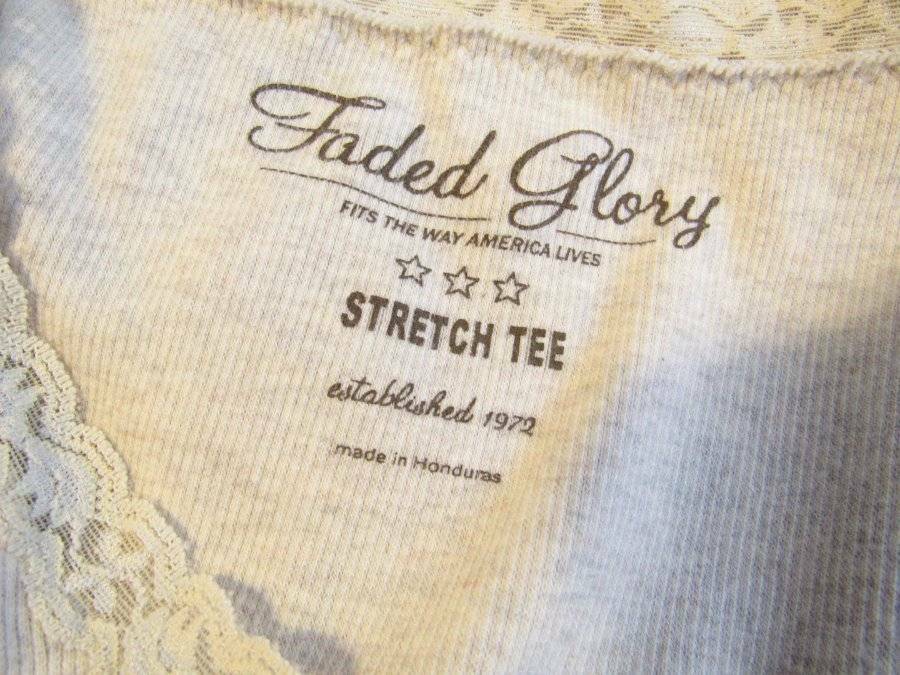 Faded Glory
FITS THE WAY AMERICA LIVES
STRETCH TEE
established 1972
made in Honduras